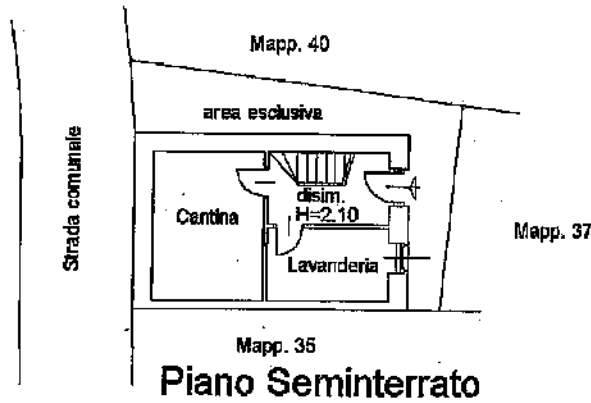 Mapp. 40
area esclusiva
Strada comunale
disim.
H=2.10
Cantina
Mapp. 37
Lavanderia
Mapp. 35
Piano Seminterrato